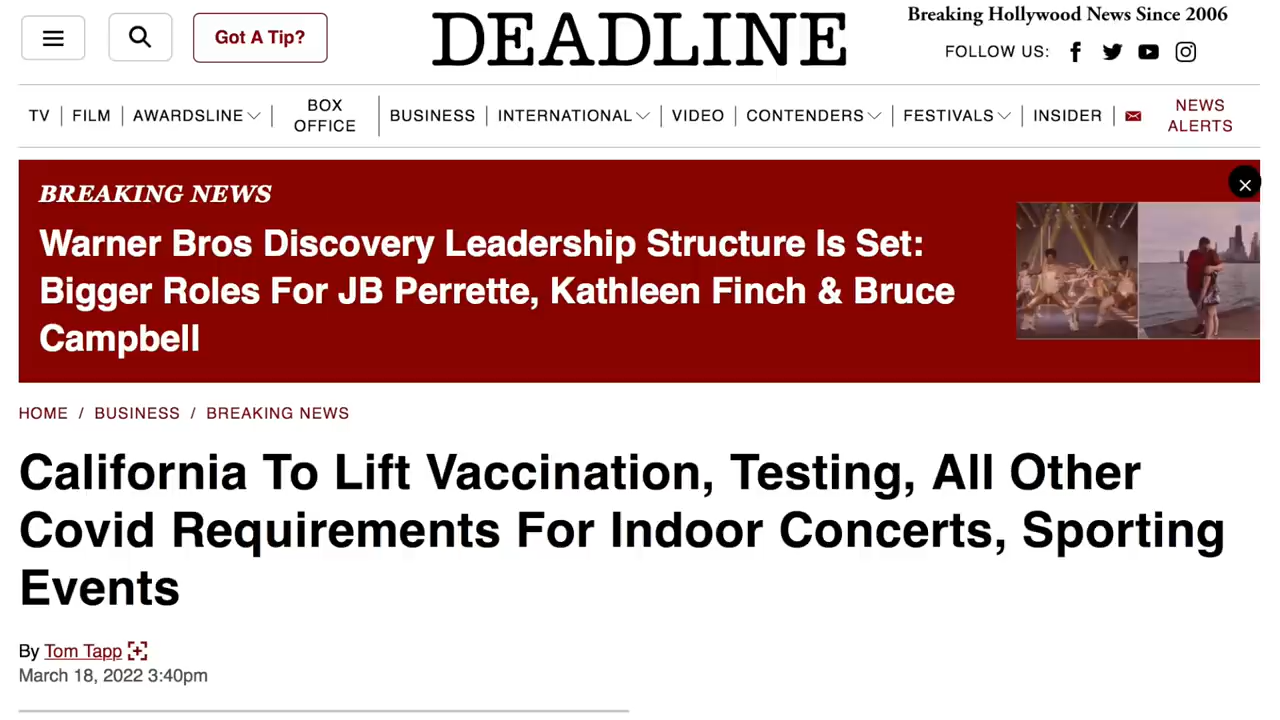 Got A Tip?
DEADLINE
Breaking Hollywood News Since 2006
FOLLOW US:
TV | FILM | AWARDSLINE | BOX OFFICE | BUSINESS | INTERNATIONAL | VIDEO | CONTENDERS | FESTIVALS | INSIDER | NEWS ALERTS
BREAKING NEWS
Warner Bros Discovery Leadership Structure Is Set:
Bigger Roles For JB Perrette, Kathleen Finch & Bruce
Campbell
HOME / BUSINESS / BREAKING NEWS
California To Lift Vaccination, Testing, All Other
Covid Requirements For Indoor Concerts, Sporting
Events
By Tom Tapp
March 18, 2022 3:40pm